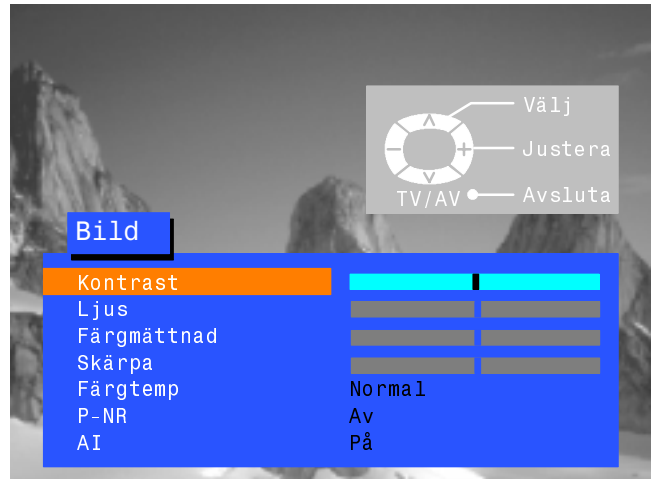 Välj
Justera
TV/AV Avsluta
Bild
Kontrast
Ljus
Färgmättnad
Skärpa
Färgtemp Normal
P-NR Av
AI På